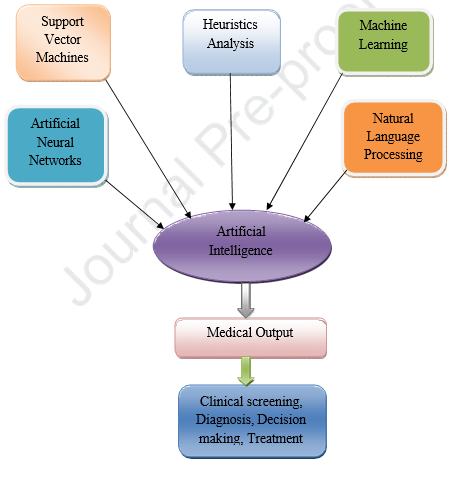 Support
Vector
Machines
Heuristics
Analysis
Machine
Learning
Artificial
Neural
Networks
Natural
Language
Processing
Journal Pre-proo
Artificial
Intelligence
Medical Output
Clinical screening,
Diagnosis, Decision
making, Treatment